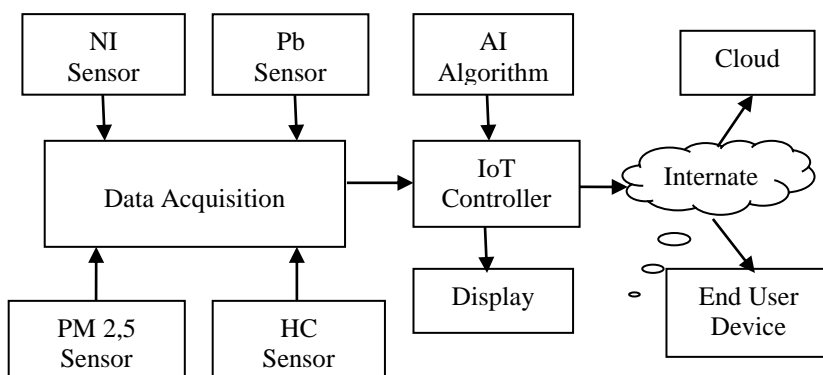 NI
Sensor
Pb
Sensor
AI
Algorithm
Cloud
Data Acquisition
IoT
Controller
Internate
PM 2,5
Sensor
HC
Sensor
Display
End User
Device